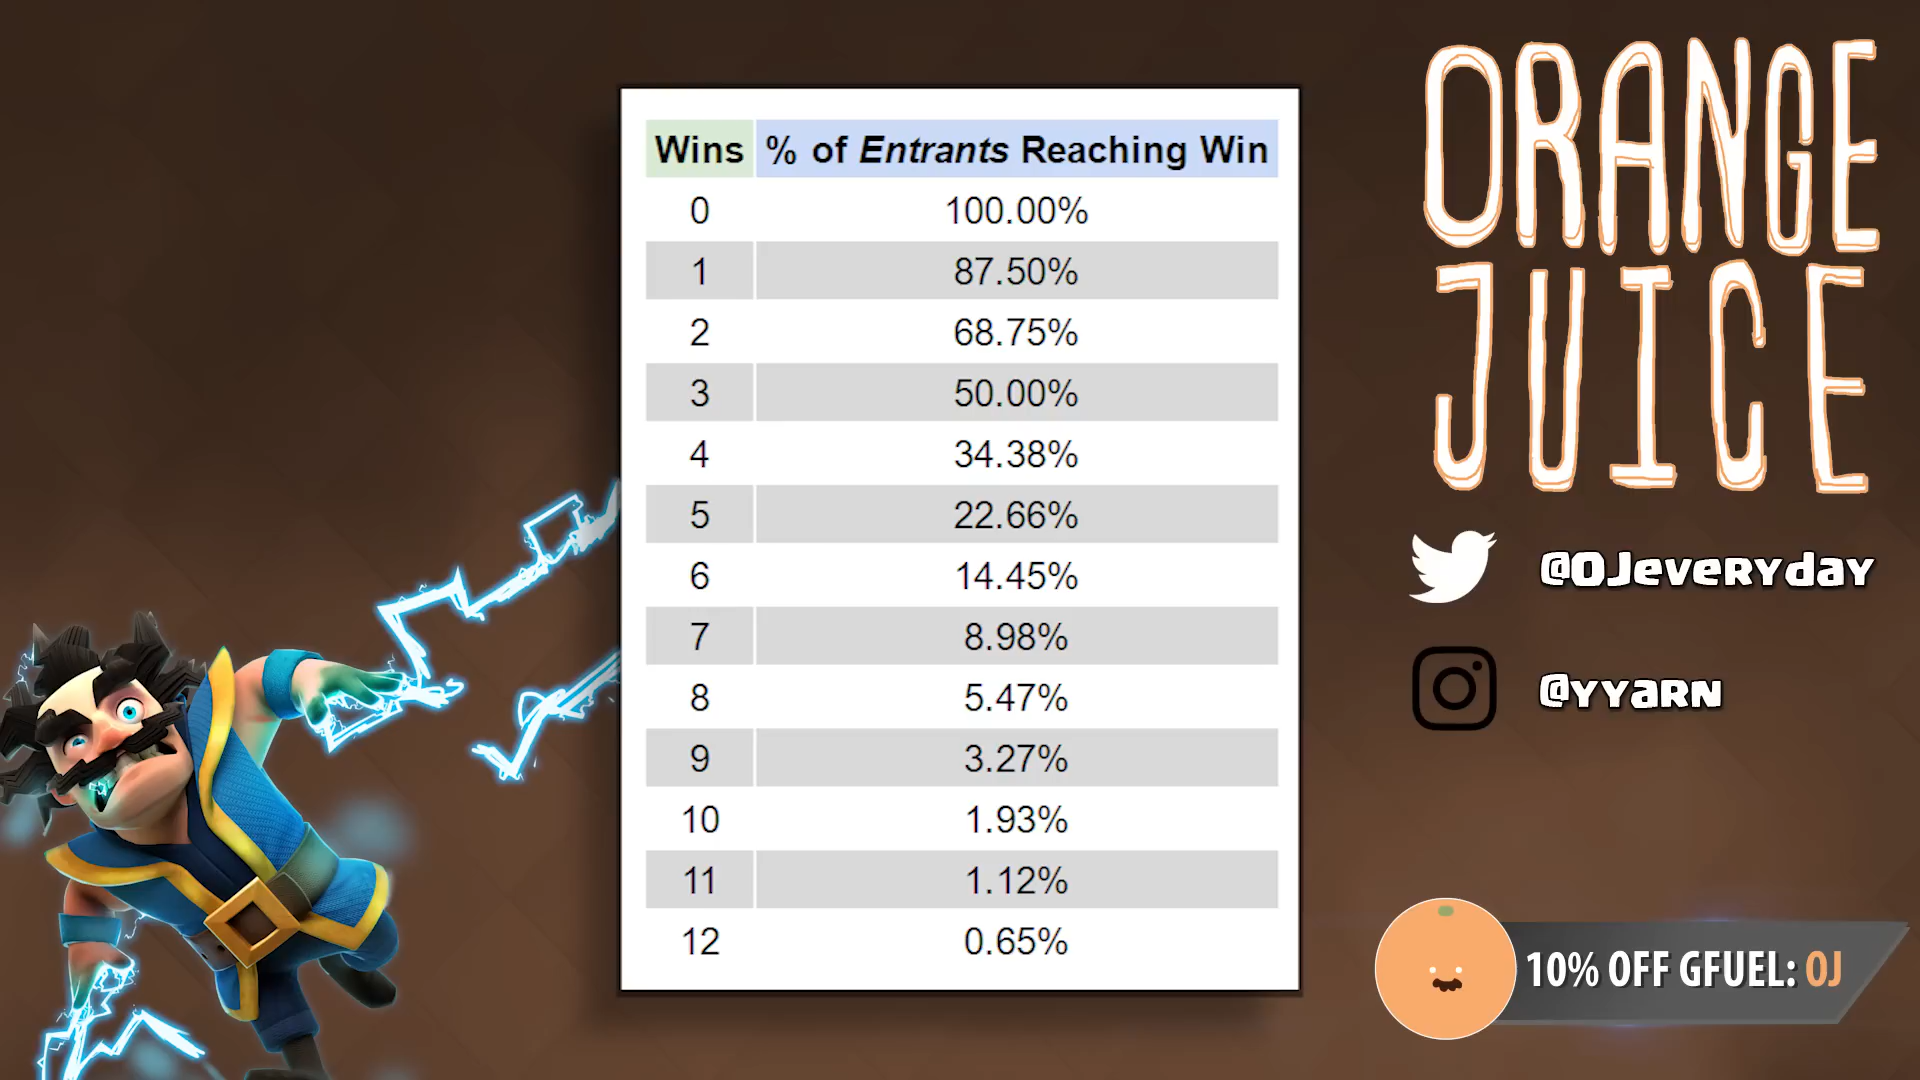 Wins % of Entrants Reaching Win
0 100.00%
1 87.50%
2 68.75%
3 50.00%
4 34.38%
5 22.66%
6 14.45%
7 8.98%
8 5.47%
9 3.27%
10 1.93%
11 1.12%
12 0.65%
ORANGE
JUICE
@OJeveryday
@yyarn
10% OFF GFUEL: OJ